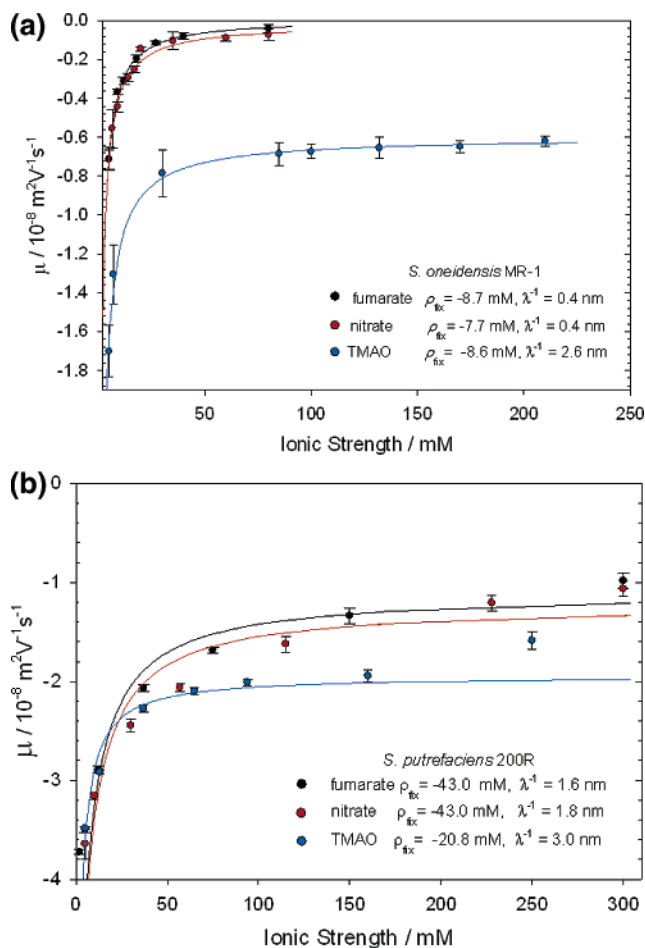 (a)
0.0
-0.2
-0.4
-0.6
-0.8
-1.0
-1.2
-1.4
-1.6
-1.8
μ / 10⁻⁸ m²V⁻¹s⁻¹
S. oneidensis MR-1
fumarate ρfix= -8.7 mM, λ⁻¹ = 0.4 nm
nitrate ρfix= -7.7 mM, λ⁻¹ = 0.4 nm
TMAO ρfix= -8.6 mM, λ⁻¹ = 2.6 nm
50 100 150 200 250
Ionic Strength / mM
(b)
0
-1
-2
-3
-4
μ / 10⁻⁸ m²V⁻¹s⁻¹
S. putrefaciens 200R
fumarate ρfix= -43.0 mM, λ⁻¹ = 1.6 nm
nitrate ρfix= -43.0 mM, λ⁻¹ = 1.8 nm
TMAO ρfix= -20.8 mM, λ⁻¹ = 3.0 nm
0 50 100 150 200 250 300
Ionic Strength / mM